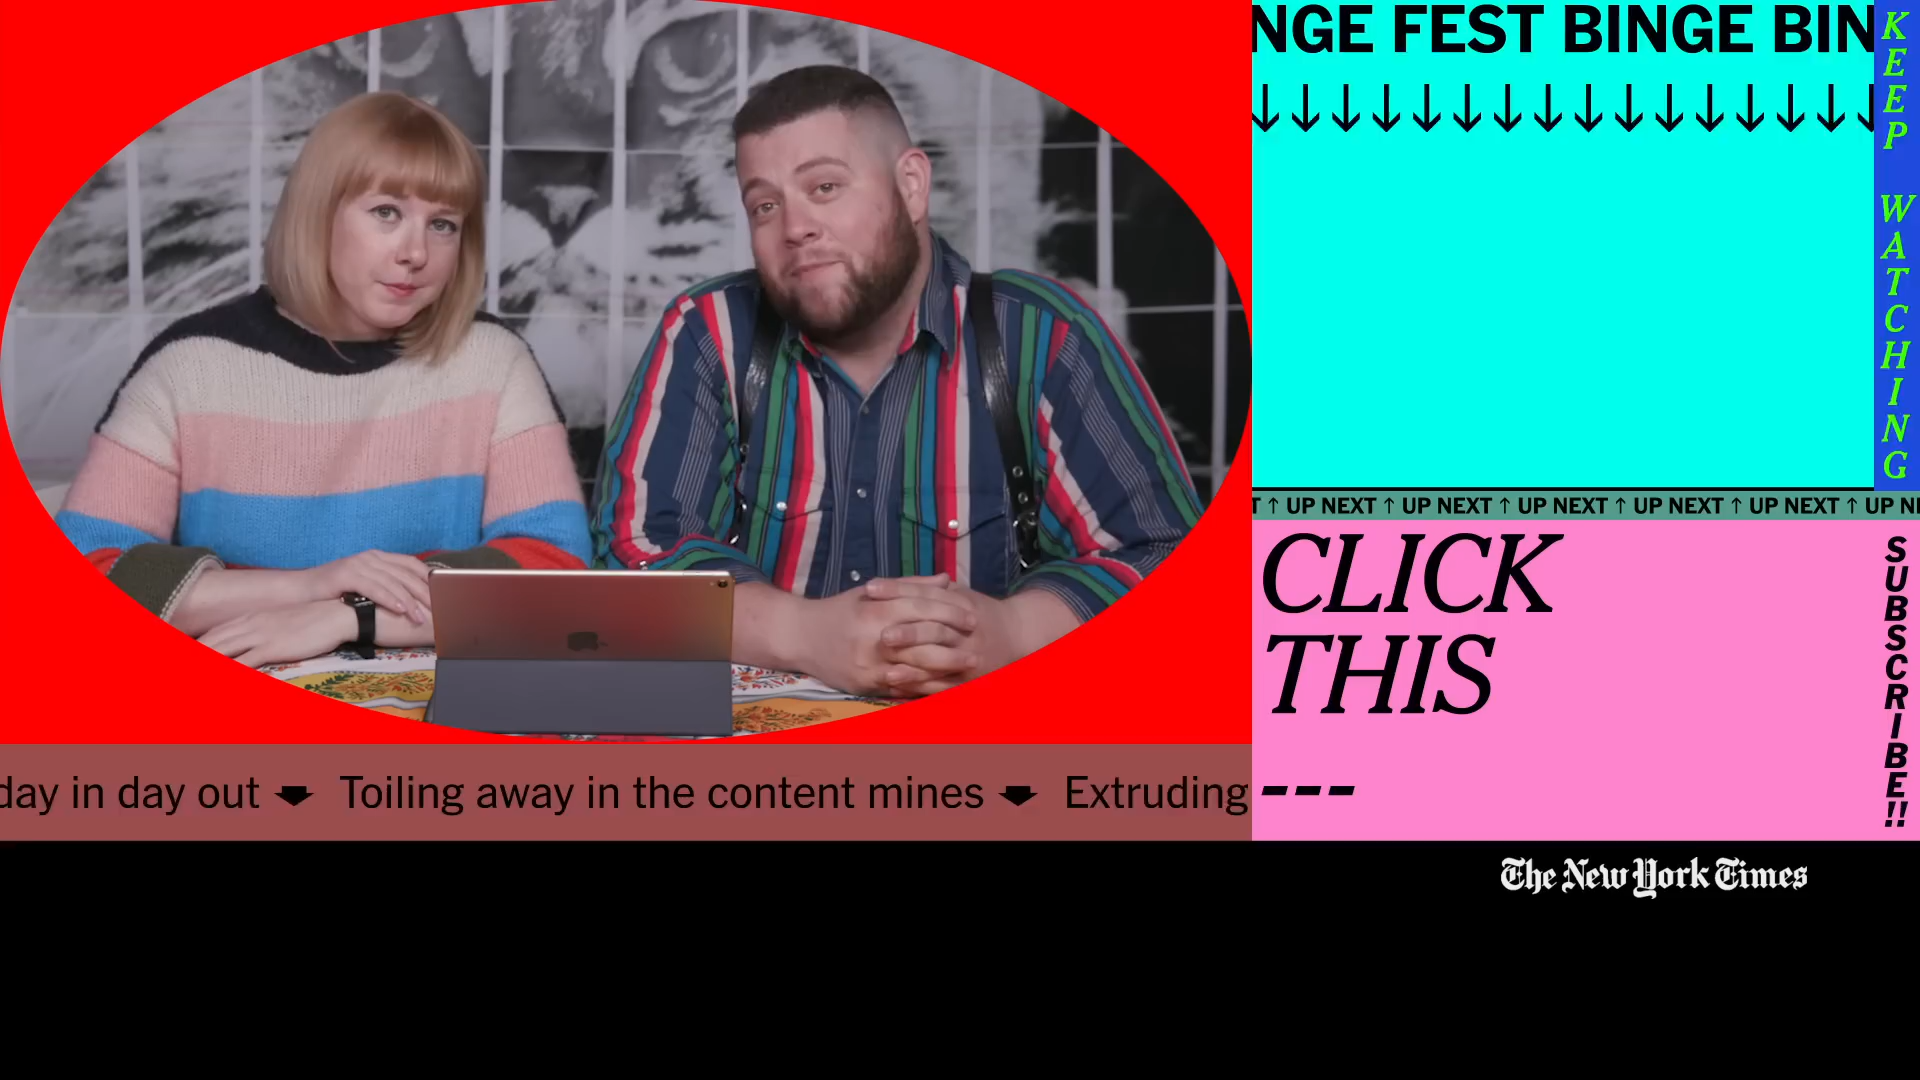 NGE FEST BINGE BIN
KEEP WATCHING
↑ UP NEXT ↑ UP NEXT ↑ UP NEXT ↑ UP NEXT ↑ UP NEXT ↑ UP
CLICK
THIS
---
SUBSCRIBE!!
day in day out Toiling away in the content mines Extruding
The New York Times